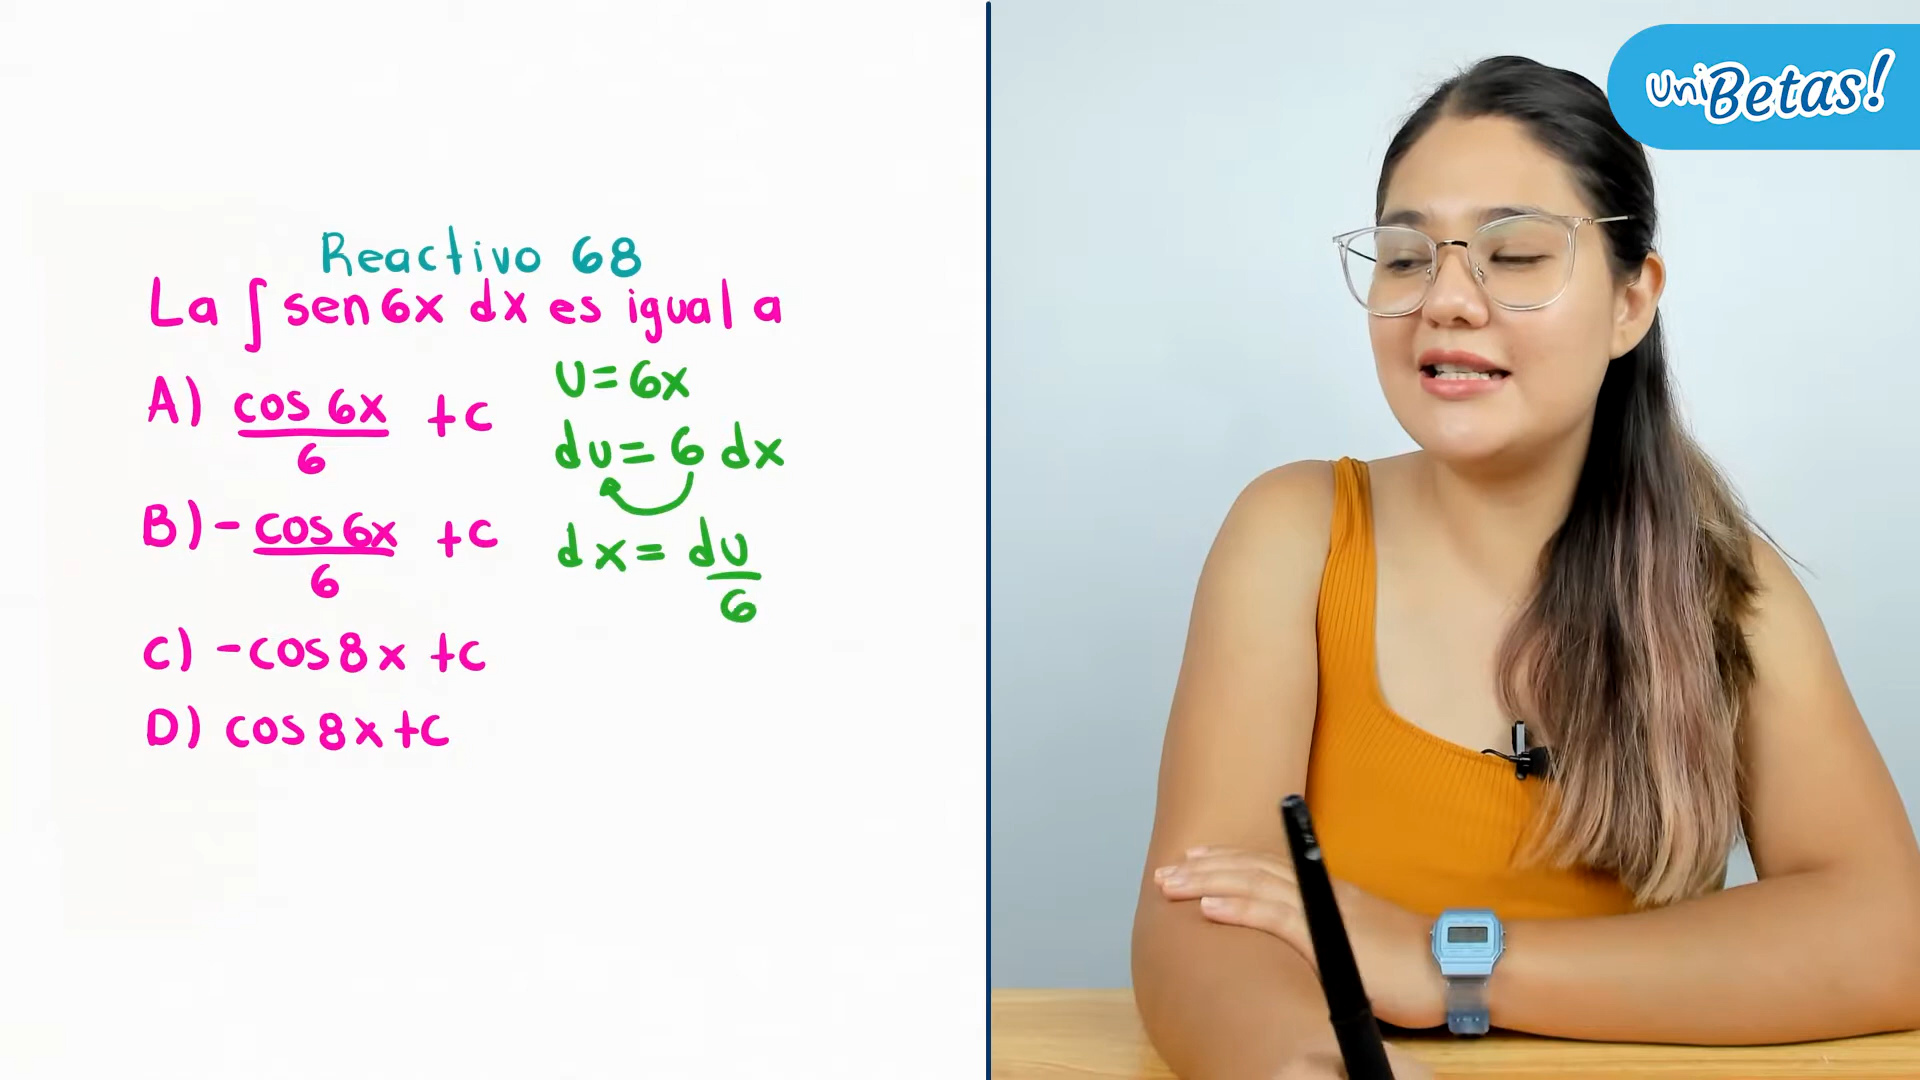 Reactivo 68
La ∫ sen 6x dx es igual a
A) cos 6x / 6 + c
B) - cos 6x / 6 + c
C) - cos 8x + c
D) cos 8x + c
u = 6x
du = 6 dx
dx = du / 6
uniBetas!